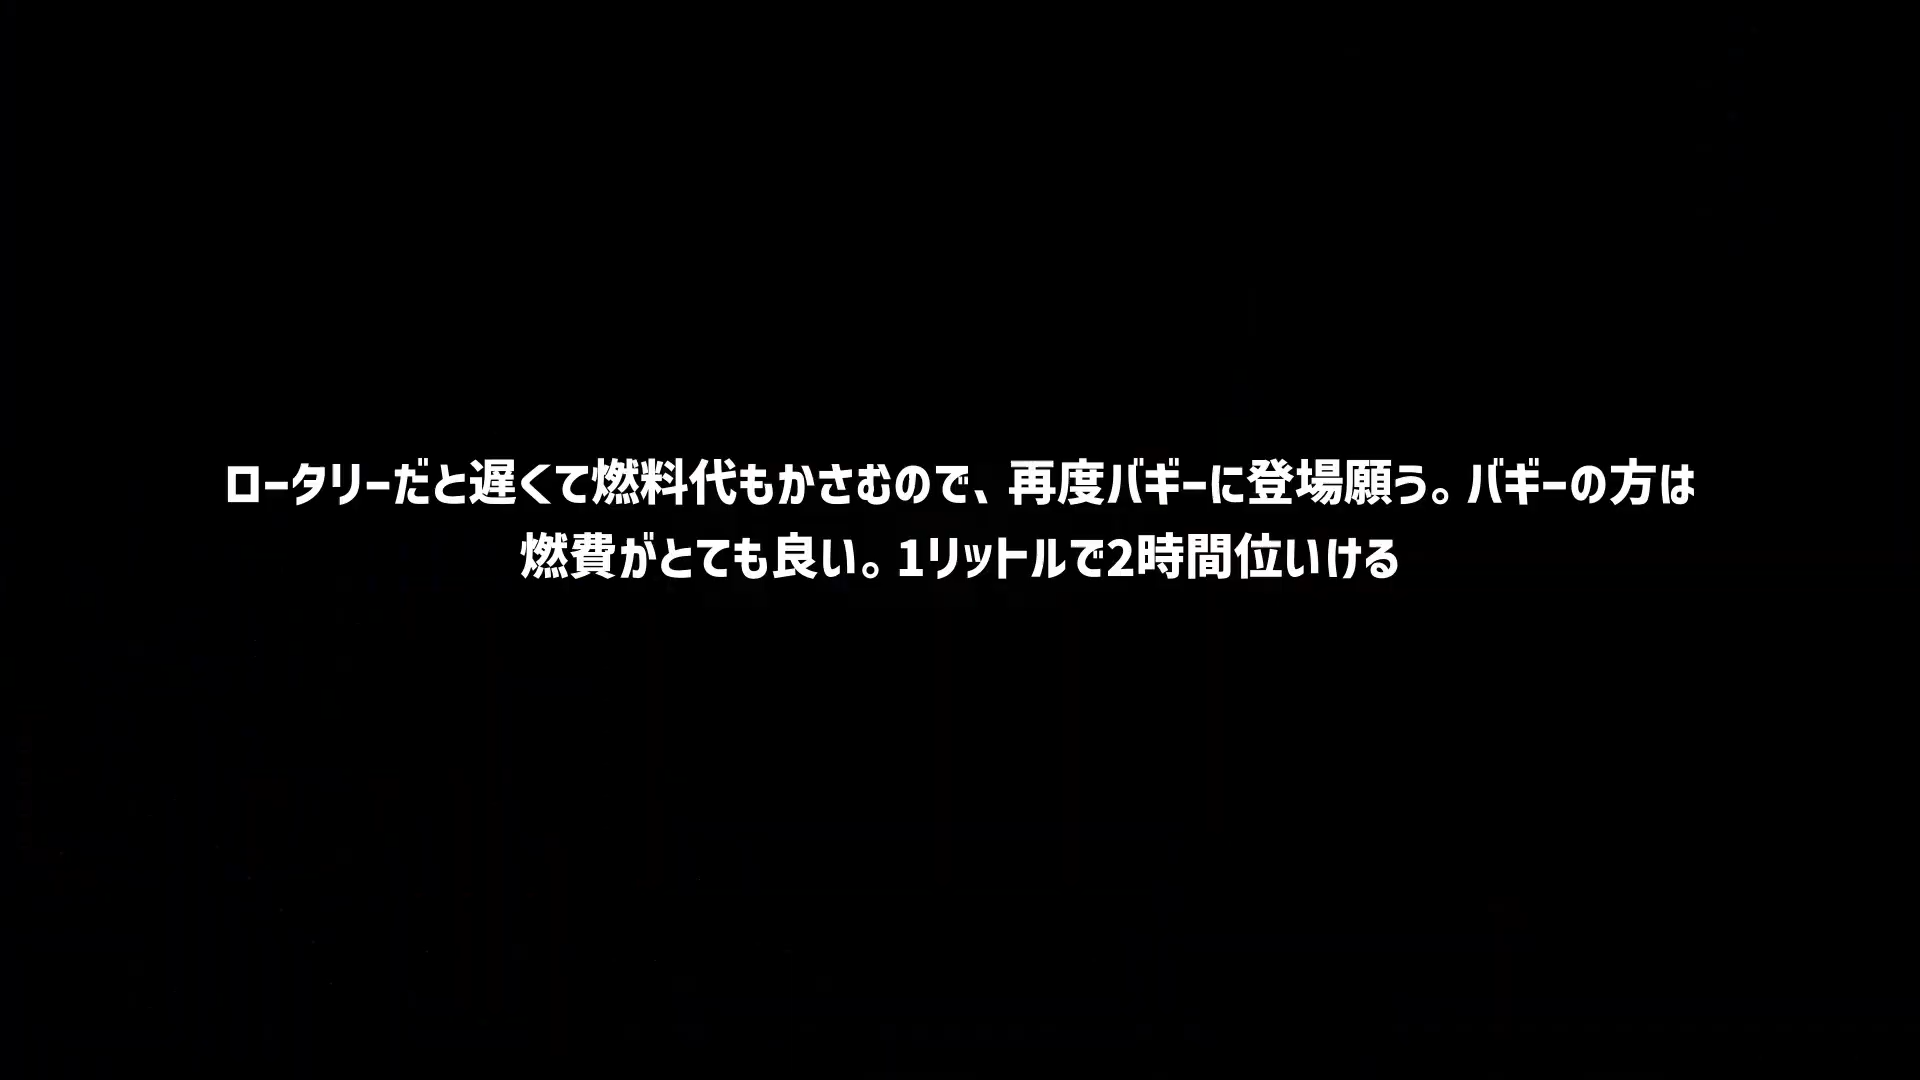 ロータリーだと遅くて燃料代もかさむので、再度バギーに登場願う。バギーの方は
燃費がとても良い。1リットルで2時間位いける